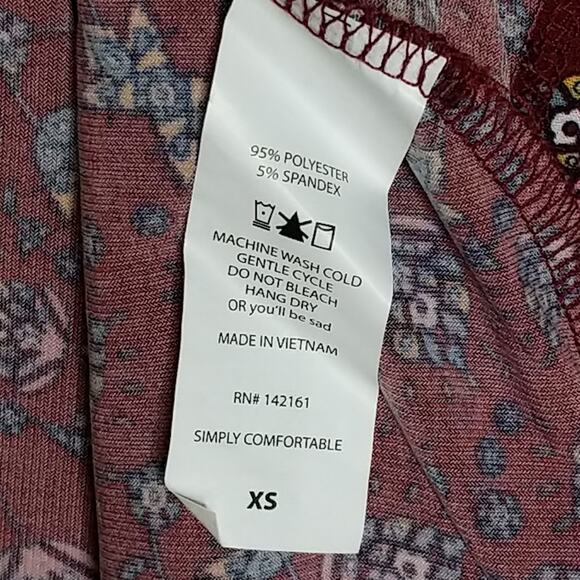 95% POLYESTER
5% SPANDEX
MACHINE WASH COLD
GENTLE CYCLE
DO NOT BLEACH
HANG DRY
OR you'll be sad
MADE IN VIETNAM
RN# 142161
SIMPLY COMFORTABLE
XS